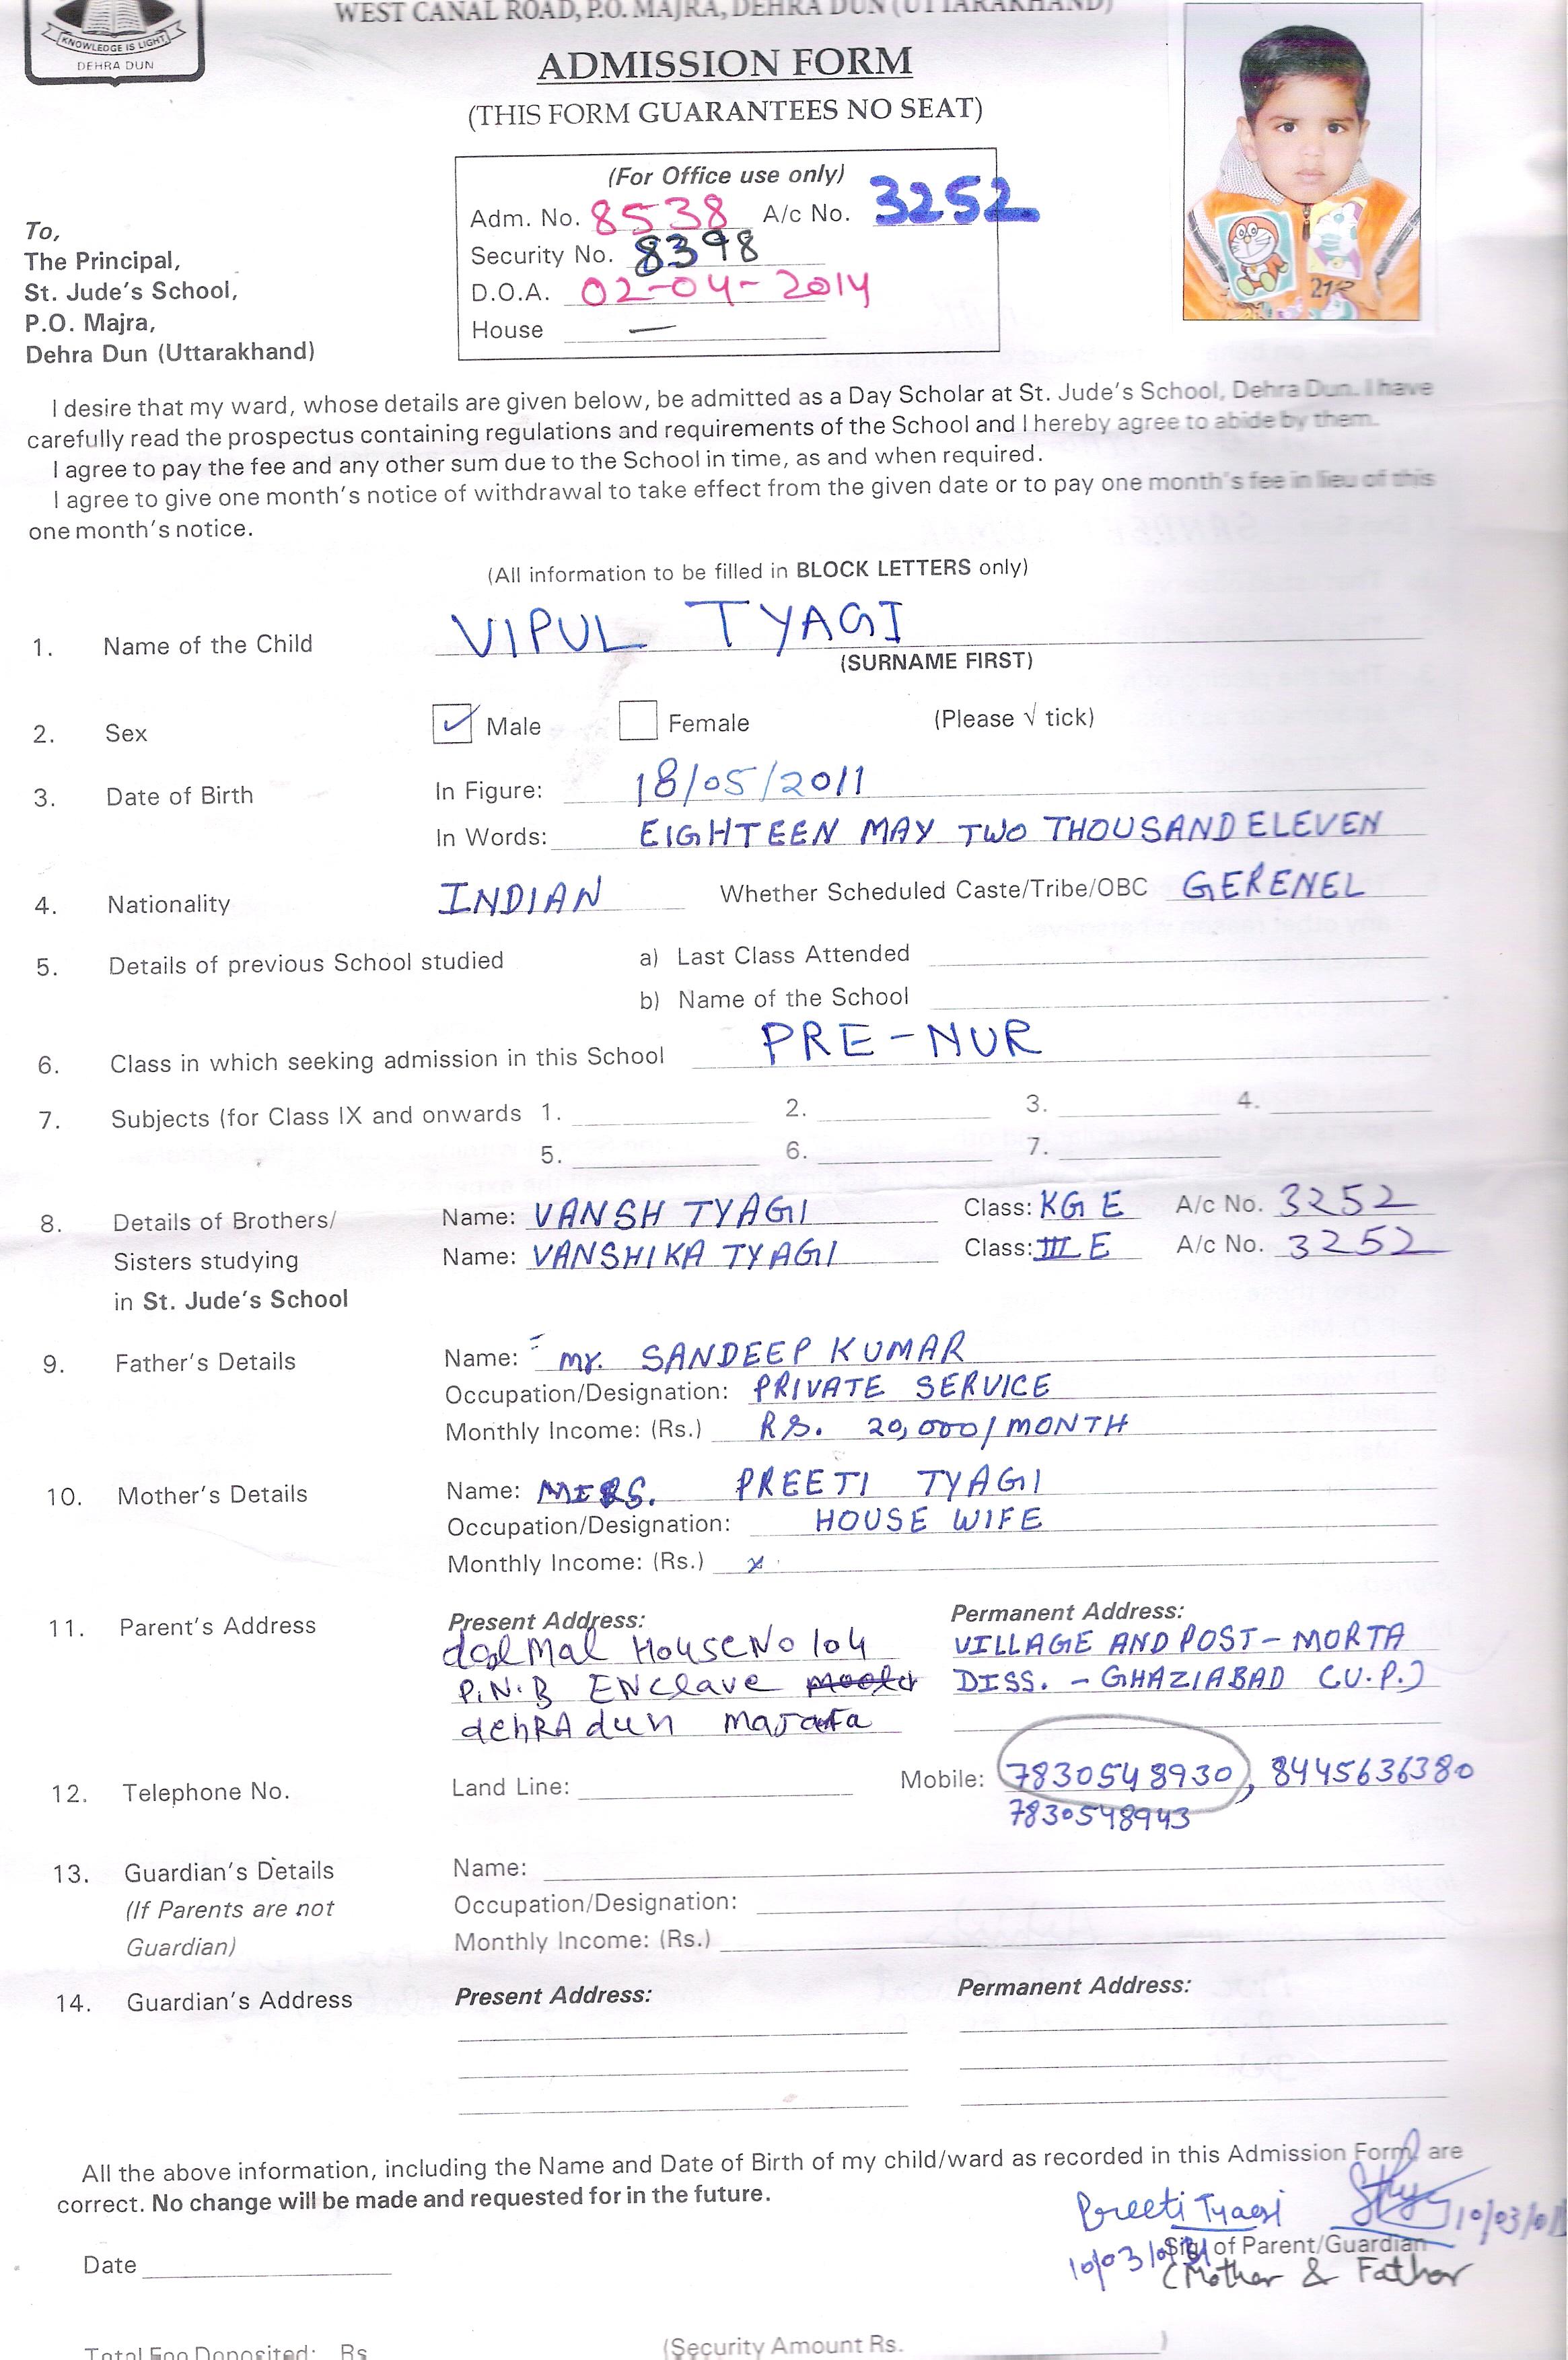 WEST CANAL ROAD, P.O. MAJRA, DEHRA DUN (UTTARAKHAND)
KNOWLEDGE IS LIGHT
DEHRA DUN
ADMISSION FORM
(THIS FORM GUARANTEES NO SEAT)
(For Office use only)
Adm. No. 8538 A/c No. 3252
Security No. 8398
D.O.A. 02-04-2014
House —
To,
The Principal,
St. Jude's School,
P.O. Majra,
Dehra Dun (Uttarakhand)
212
I desire that my ward, whose details are given below, be admitted as a Day Scholar at St. Jude's School, Dehra Dun. I have
carefully read the prospectus containing regulations and requirements of the School and I hereby agree to abide by them.
I agree to pay the fee and any other sum due to the School in time, as and when required.
I agree to give one month's notice of withdrawal to take effect from the given date or to pay one month's fee in lieu of this
one month's notice.
(All information to be filled in BLOCK LETTERS only)
1. Name of the Child VIPUL TYAGI
(SURNAME FIRST)
2. Sex ✓ Male Female (Please √ tick)
3. Date of Birth In Figure: 18/05/2011
In Words: EIGHTEEN MAY TWO THOUSAND ELEVEN
4. Nationality INDIAN Whether Scheduled Caste/Tribe/OBC GERENEL
5. Details of previous School studied a) Last Class Attended
b) Name of the School
6. Class in which seeking admission in this School PRE-NUR
7. Subjects (for Class IX and onwards 1. 2. 3. 4.
5. 6. 7.
8. Details of Brothers/ Name: VANSH TYAGI Class: KG E A/c No. 3252
Sisters studying Name: VANSHIKA TYAGI Class: III E A/c No. 3252
in St. Jude's School
9. Father's Details Name: mr. SANDEEP KUMAR
Occupation/Designation: PRIVATE SERVICE
Monthly Income: (Rs.) RS. 20,000/MONTH
10. Mother's Details Name: PREETI TYAGI
Occupation/Designation: HOUSE WIFE
Monthly Income: (Rs.) x
11. Parent's Address Present Address: Permanent Address:
HouseNo 104 VILLAGE AND POST-MORTA
P.N.B ENClave DISS. - GHAZIABAD (U.P.)
dehRAdun
12. Telephone No. Land Line: Mobile: 7830548930, 8445636380
7830548943
13. Guardian's Details Name:
(If Parents are not Occupation/Designation:
Guardian) Monthly Income: (Rs.)
14. Guardian's Address Present Address: Permanent Address:
All the above information, including the Name and Date of Birth of my child/ward as recorded in this Admission Form are
correct. No change will be made and requested for in the future.
Preeti Tyagi
Date Sig. of Parent/Guardian
(Mother & Father
Total Fee Deposited: Rs (Security Amount Rs. )